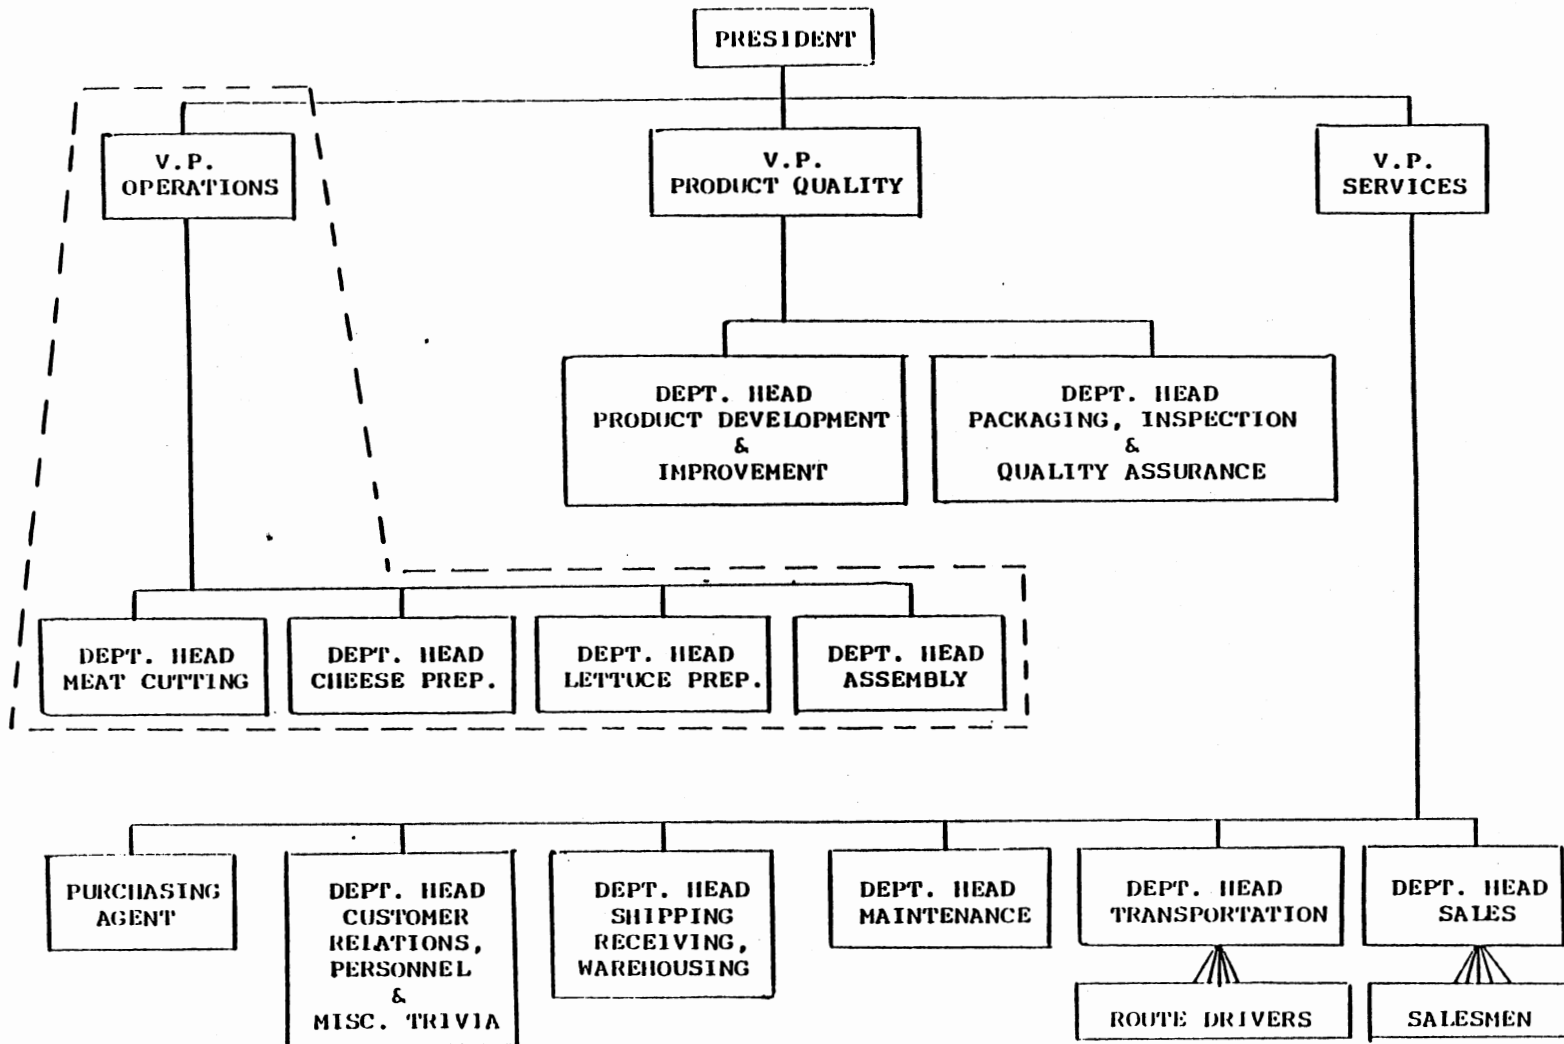 PRESIDENT
V.P.
OPERATIONS
V.P.
PRODUCT QUALITY
V.P.
SERVICES
DEPT. HEAD
PRODUCT DEVELOPMENT
&
IMPROVEMENT
DEPT. HEAD
PACKAGING, INSPECTION
&
QUALITY ASSURANCE
DEPT. HEAD
MEAT CUTTING
DEPT. HEAD
CHEESE PREP.
DEPT. HEAD
LETTUCE PREP.
DEPT. HEAD
ASSEMBLY
PURCHASING
AGENT
DEPT. HEAD
CUSTOMER
RELATIONS,
PERSONNEL
&
MISC. TRIVIA
DEPT. HEAD
SHIPPING
RECEIVING,
WAREHOUSING
DEPT. HEAD
MAINTENANCE
DEPT. HEAD
TRANSPORTATION
DEPT. HEAD
SALES
ROUTE DRIVERS
SALESMEN